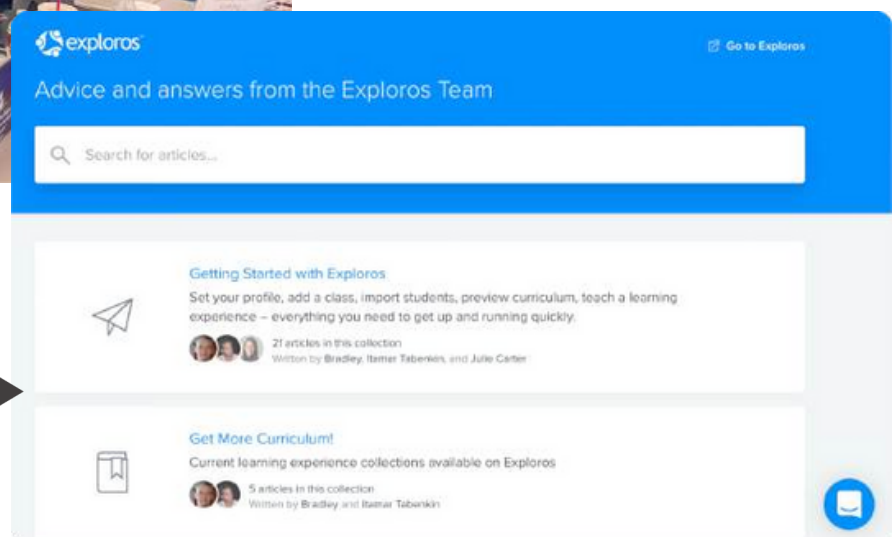 exploros
Go to Exploros
Advice and answers from the Exploros Team
Search for articles...
Getting Started with Exploros
Set your profile, add a class, import students, preview curriculum, teach a learning
experience – everything you need to get up and running quickly.
21 articles in this collection
Written by Bradley, Itamar Tabenkin, and Julie Carter
Get More Curriculum!
Current learning experience collections available on Exploros
5 articles in this collection
Written by Bradley and Itamar Tabenkin